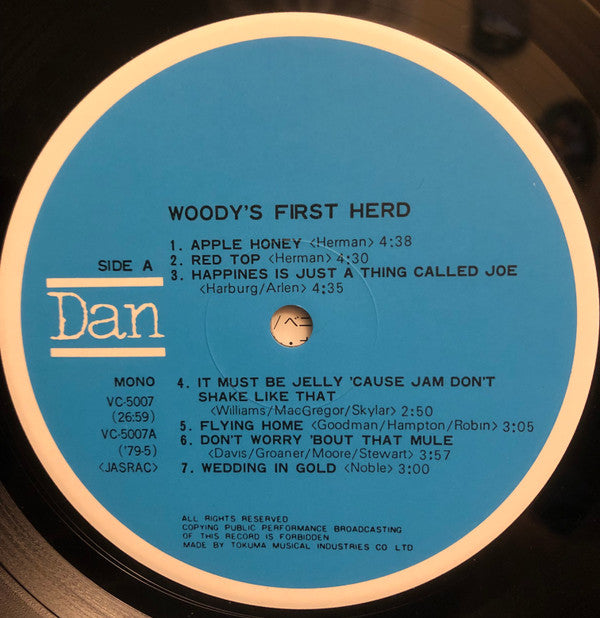 WOODY'S FIRST HERD
SIDE A
1. APPLE HONEY <Herman> 4:38
2. RED TOP <Herman> 4:30
3. HAPPINES IS JUST A THING CALLED JOE
<Harburg/Arlen> 4:35
Dan
MONO
VC-5007
(26:59)
VC-5007A
('79-5)
<JASRAC>
4. IT MUST BE JELLY 'CAUSE JAM DON'T
SHAKE LIKE THAT
<Williams/MacGregor/Skylar> 2:50
5. FLYING HOME <Goodman/Hampton/Robin> 3:05
6. DON'T WORRY 'BOUT THAT MULE
<Davis/Groaner/Moore/Stewart> 3:57
7. WEDDING IN GOLD <Noble> 3:00
ALL RIGHTS RESERVED
COPYING PUBLIC PERFORMANCE BROADCASTING
OF THIS RECORD IS FORBIDDEN
MADE BY TOKUMA MUSICAL INDUSTRIES CO LTD